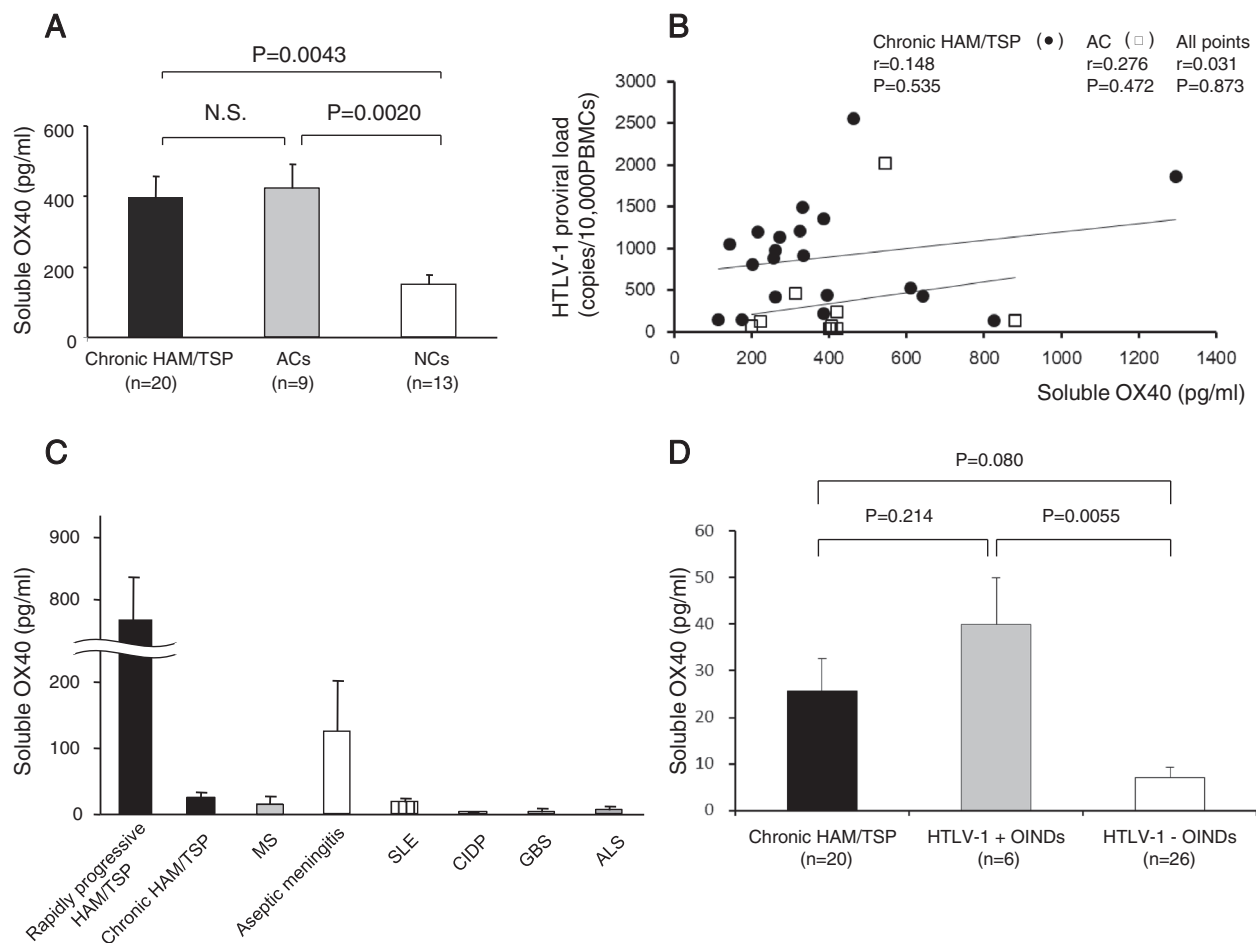 A
P=0.0043
N.S.
P=0.0020
Soluble OX40 (pg/ml)
600
400
200
0
Chronic HAM/TSP
(n=20)
ACs
(n=9)
NCs
(n=13)
B
Chronic HAM/TSP (●) AC (□) All points
r=0.148 r=0.276 r=0.031
P=0.535 P=0.472 P=0.873
HTLV-1 proviral load
(copies/10,000PBMCs)
3000
2500
2000
1500
1000
500
0
0 200 400 600 800 1000 1200 1400
Soluble OX40 (pg/ml)
C
Soluble OX40 (pg/ml)
900
800
200
100
0
Rapidly progressive
HAM/TSP
Chronic HAM/TSP
MS
Aseptic meningitis
SLE
CIDP
GBS
ALS
D
P=0.080
P=0.214
P=0.0055
Soluble OX40 (pg/ml)
60
50
40
30
20
10
0
Chronic HAM/TSP
(n=20)
HTLV-1 + OINDs
(n=6)
HTLV-1 - OINDs
(n=26)